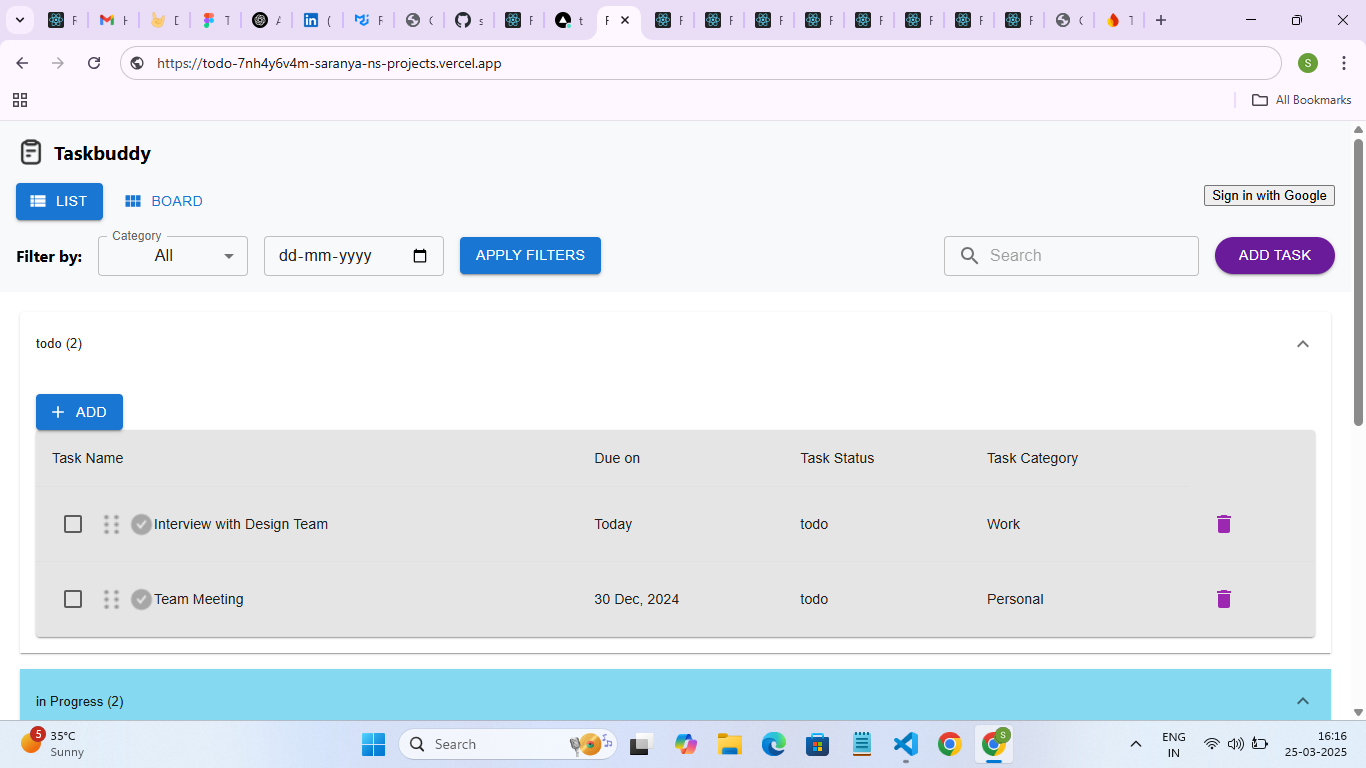 https://todo-7nh4y6v4m-saranya-ns-projects.vercel.app
S
All Bookmarks
Taskbuddy
LIST
BOARD
Sign in with Google
Filter by:
Category
All
dd-mm-yyyy
APPLY FILTERS
Search
ADD TASK
todo (2)
ADD
Task Name Due on Task Status Task Category
Interview with Design Team Today todo Work
Team Meeting 30 Dec, 2024 todo Personal
in Progress (2)
5
35°C
Sunny
Search
S
ENG
IN
16:16
25-03-2025